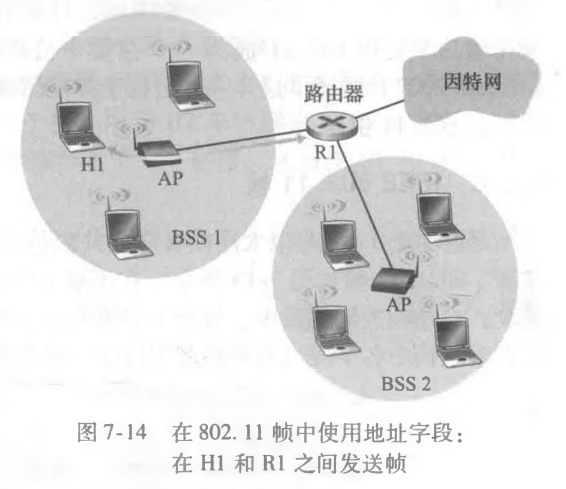 因特网
路由器
R1
H1
AP
BSS 1
AP
BSS 2
图 7-14 在 802. 11 帧中使用地址字段：
在 H1 和 R1 之间发送帧